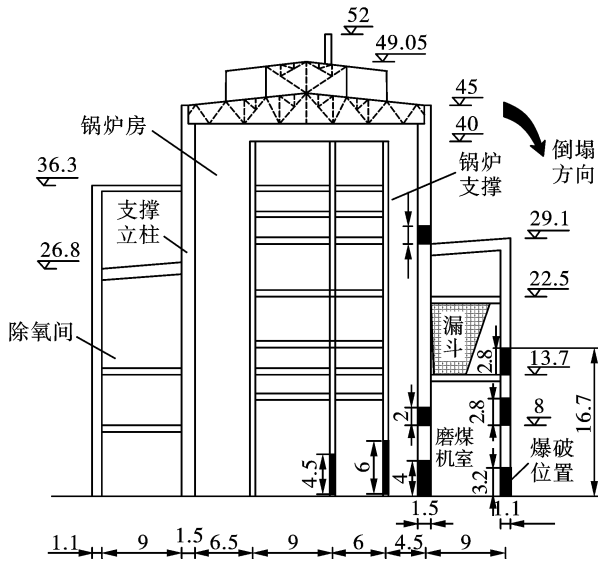 52
49.05
45
40
倒塌
方向
锅炉房
锅炉
支撑
36.3
支撑
立柱
29.1
26.8
22.5
除氧间
漏
斗
2.8
13.7
2
2.8
8
16.7
4.5
6
4
磨煤
机室
3.2
爆破
位置
1.5
1.1
1.1
9
1.5
6.5
9
6
4.5
9